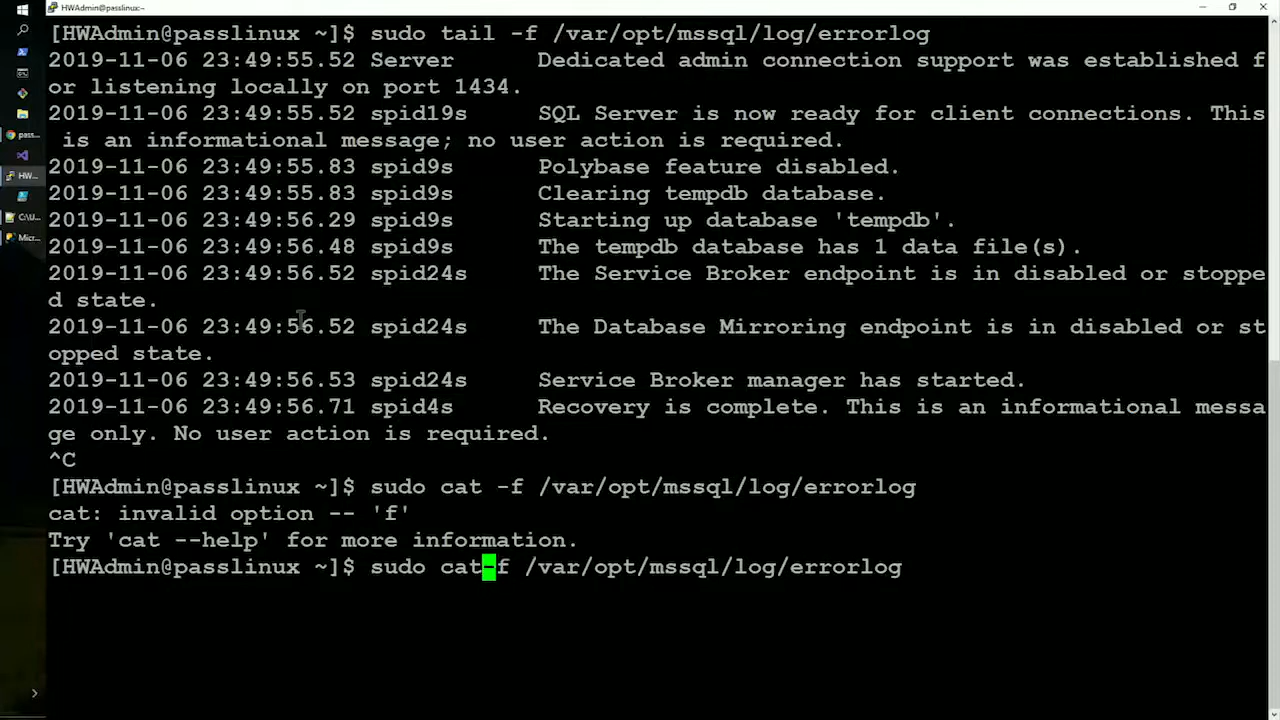 HWAdmin@passlinux:~
[HWAdmin@passlinux ~]$ sudo tail -f /var/opt/mssql/log/errorlog
2019-11-06 23:49:55.52 Server      Dedicated admin connection support was established f
or listening locally on port 1434.
2019-11-06 23:49:55.52 spid19s     SQL Server is now ready for client connections. This
 is an informational message; no user action is required.
2019-11-06 23:49:55.83 spid9s      Polybase feature disabled.
2019-11-06 23:49:55.83 spid9s      Clearing tempdb database.
2019-11-06 23:49:56.29 spid9s      Starting up database 'tempdb'.
2019-11-06 23:49:56.48 spid9s      The tempdb database has 1 data file(s).
2019-11-06 23:49:56.52 spid24s     The Service Broker endpoint is in disabled or stoppe
d state.
2019-11-06 23:49:56.52 spid24s     The Database Mirroring endpoint is in disabled or st
opped state.
2019-11-06 23:49:56.53 spid24s     Service Broker manager has started.
2019-11-06 23:49:56.71 spid4s      Recovery is complete. This is an informational messa
ge only. No user action is required.
^C
[HWAdmin@passlinux ~]$ sudo cat -f /var/opt/mssql/log/errorlog
cat: invalid option -- 'f'
Try 'cat --help' for more information.
[HWAdmin@passlinux ~]$ sudo cat-f /var/opt/mssql/log/errorlog
pass...
HW...
C:\U...
Micr...